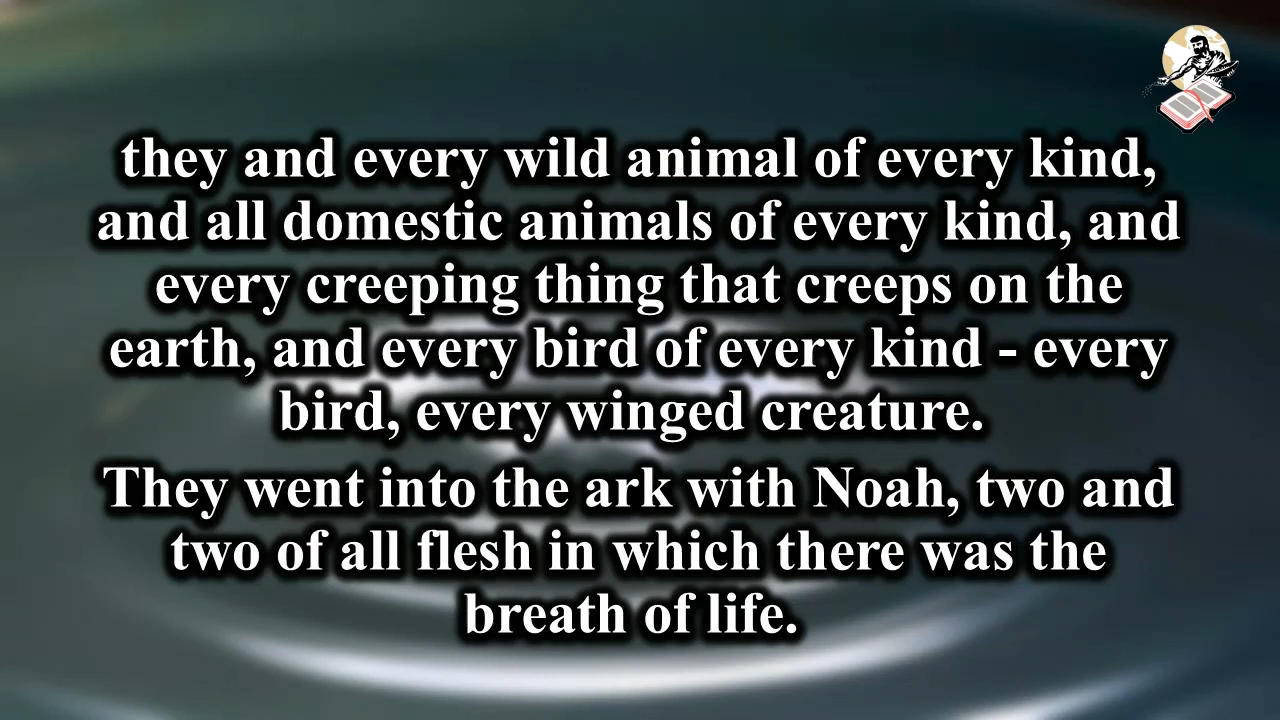 they and every wild animal of every kind,
and all domestic animals of every kind, and
every creeping thing that creeps on the
earth, and every bird of every kind - every
bird, every winged creature.
They went into the ark with Noah, two and
two of all flesh in which there was the
breath of life.